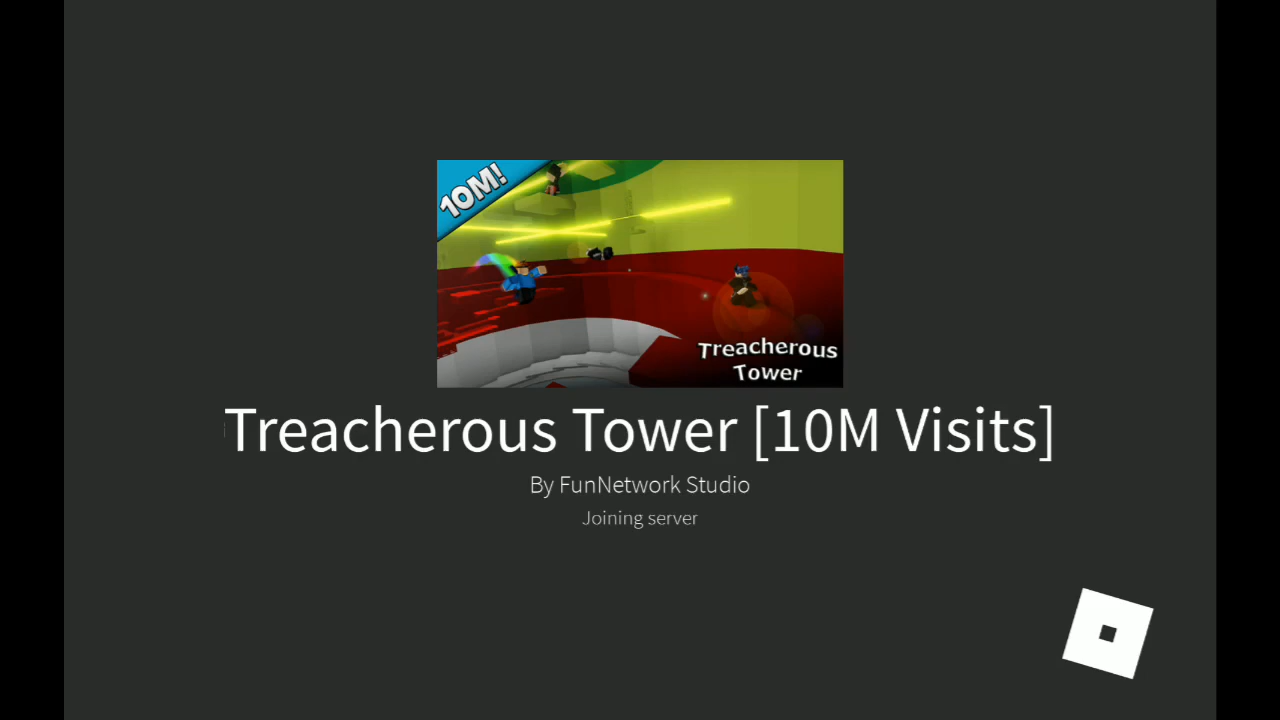 10M!
Treacherous
Tower
Treacherous Tower [10M Visits]
By FunNetwork Studio
Joining server